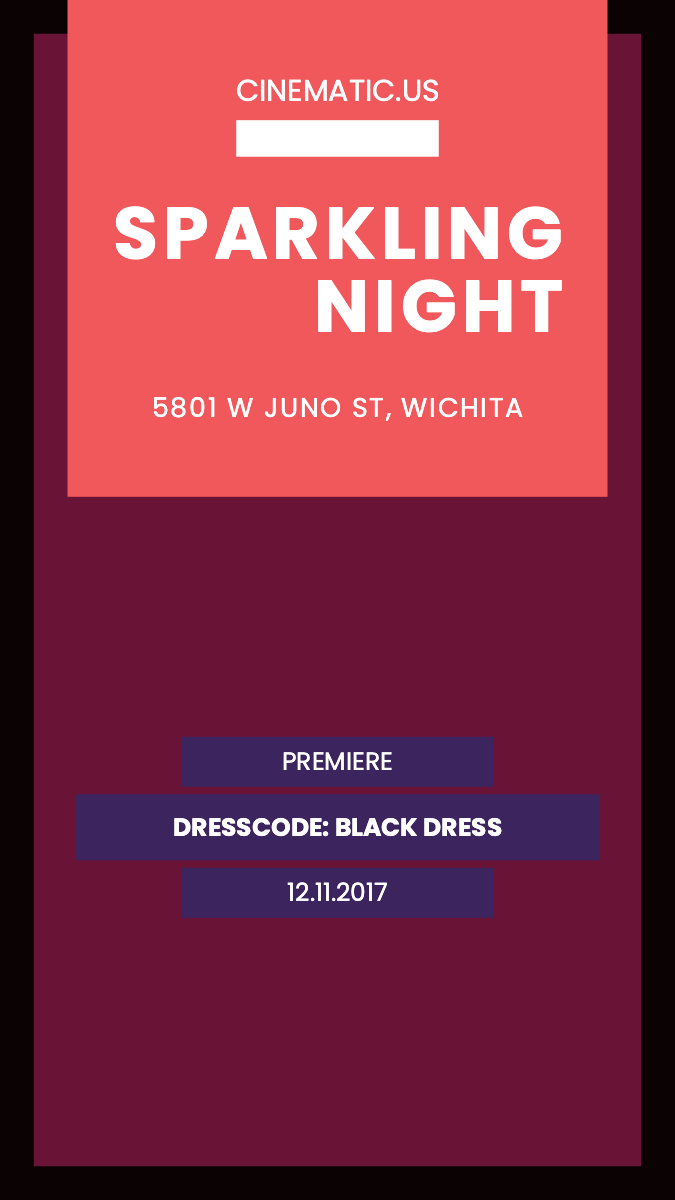 CINEMATIC.US
SPARKLING
NIGHT
5801 W JUNO ST, WICHITA
PREMIERE
DRESSCODE: BLACK DRESS
12.11.2017